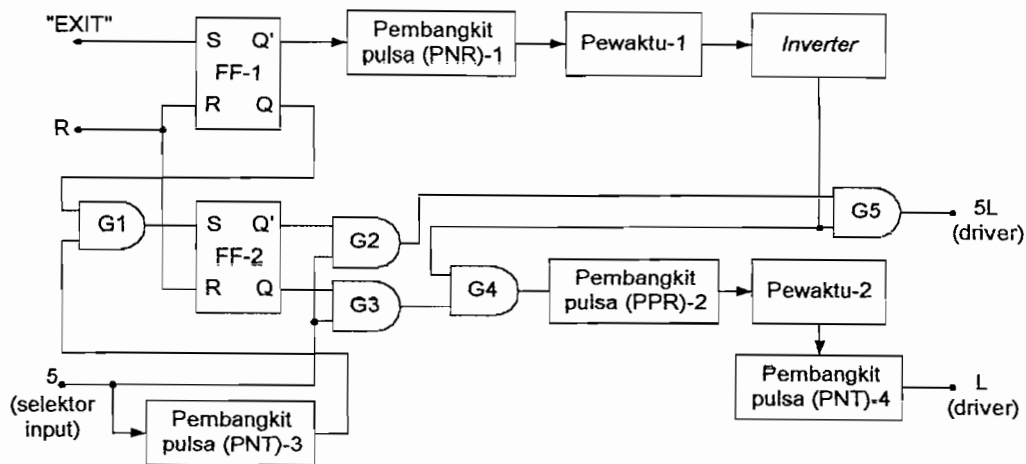 "EXIT"
S Q'
FF-1
R Q
Pembangkit
pulsa (PNR)-1
Pewaktu-1
Inverter
R
G1
S Q'
FF-2
R Q
G2
G3
G4
G5
5L
(driver)
Pembangkit
pulsa (PPR)-2
Pewaktu-2
5
(selektor
input)
Pembangkit
pulsa (PNT)-3
Pembangkit
pulsa (PNT)-4
L
(driver)